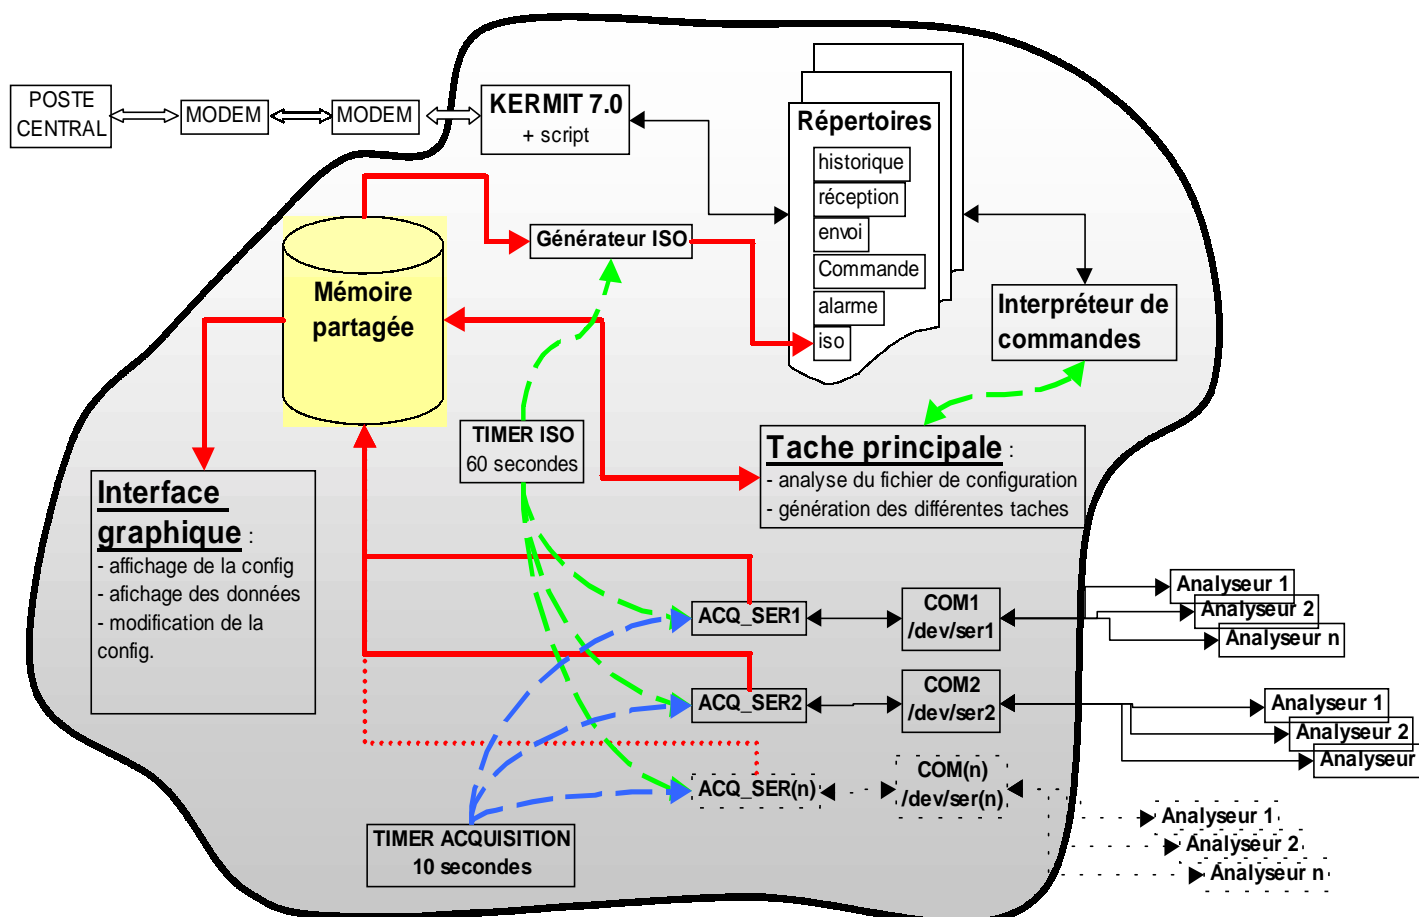 POSTE
CENTRAL
MODEM
MODEM
KERMIT 7.0
+ script
Répertoires
historique
réception
envoi
Commande
alarme
iso
Générateur ISO
Mémoire
partagée
Interpréteur de
commandes
TIMER ISO
60 secondes
Tache principale :
- analyse du fichier de configuration
- génération des différentes taches
Interface
graphique :
- affichage de la config
- afichage des données
- modification de la
config.
ACQ_SER1
COM1
/dev/ser1
Analyseur 1
Analyseur 2
Analyseur n
ACQ_SER2
COM2
/dev/ser2
Analyseur 1
Analyseur 2
Analyseur
ACQ_SER(n)
COM(n)
/dev/ser(n)
Analyseur 1
Analyseur 2
Analyseur n
TIMER ACQUISITION
10 secondes